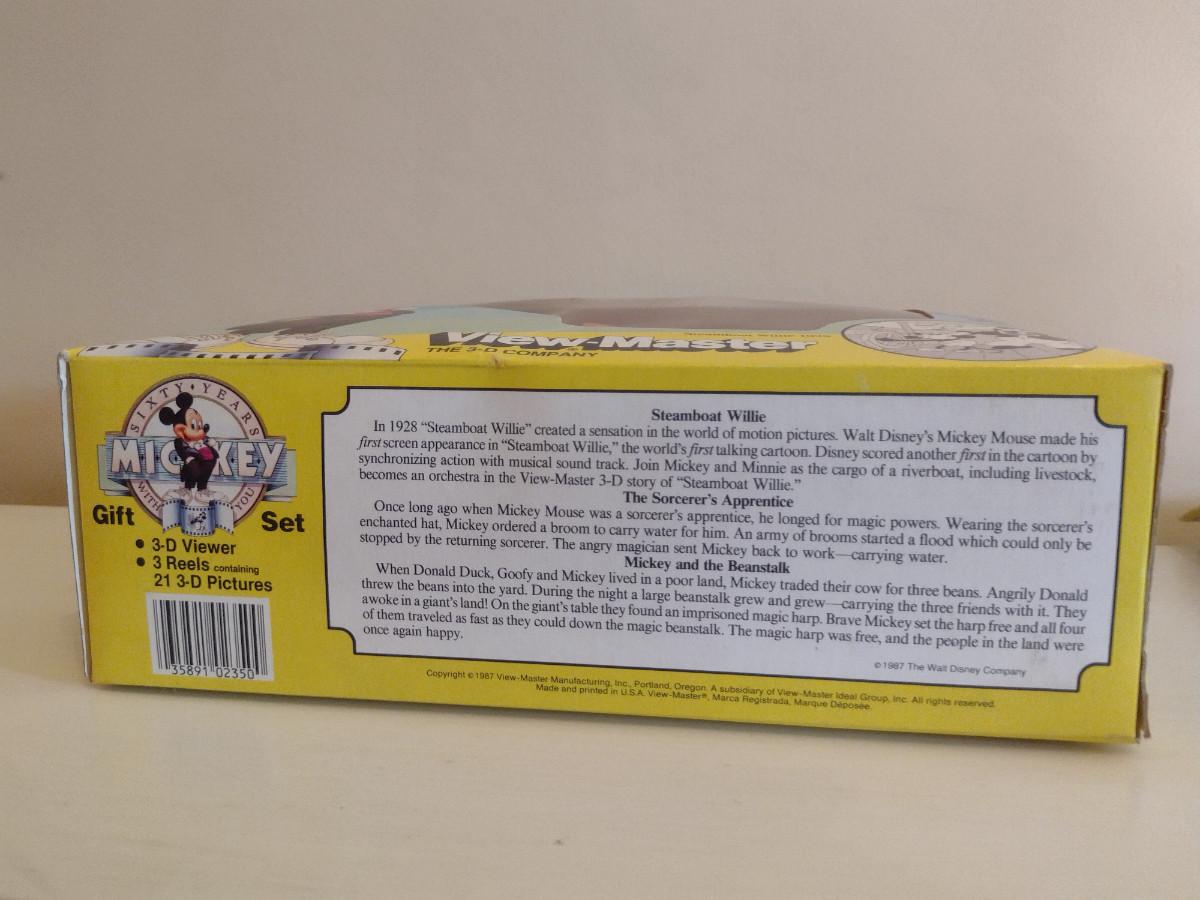 View-Master®
THE 3-D COMPANY
SIXTY YEARS
MICKEY
WITH YOU
Gift Set
• 3-D Viewer
• 3 Reels containing
21 3-D Pictures
35891 02350
Steamboat Willie
In 1928 “Steamboat Willie” created a sensation in the world of motion pictures. Walt Disney’s Mickey Mouse made his
first screen appearance in “Steamboat Willie,” the world’s first talking cartoon. Disney scored another first in the cartoon by
synchronizing action with musical sound track. Join Mickey and Minnie as the cargo of a riverboat, including livestock,
becomes an orchestra in the View-Master 3-D story of “Steamboat Willie.”
The Sorcerer’s Apprentice
Once long ago when Mickey Mouse was a sorcerer’s apprentice, he longed for magic powers. Wearing the sorcerer’s
enchanted hat, Mickey ordered a broom to carry water for him. An army of brooms started a flood which could only be
stopped by the returning sorcerer. The angry magician sent Mickey back to work—carrying water.
Mickey and the Beanstalk
When Donald Duck, Goofy and Mickey lived in a poor land, Mickey traded their cow for three beans. Angrily Donald
threw the beans into the yard. During the night a large beanstalk grew and grew—carrying the three friends with it. They
awoke in a giant’s land! On the giant’s table they found an imprisoned magic harp. Brave Mickey set the harp free and all four
of them traveled as fast as they could down the magic beanstalk. The magic harp was free, and the people in the land were
once again happy.
© 1987 The Walt Disney Company
Copyright © 1987 View-Master Manufacturing, Inc., Portland, Oregon. A subsidiary of View-Master Ideal Group, Inc. All rights reserved.
Made and printed in U.S.A. View-Master®, Marca Registrada, Marque Déposée.